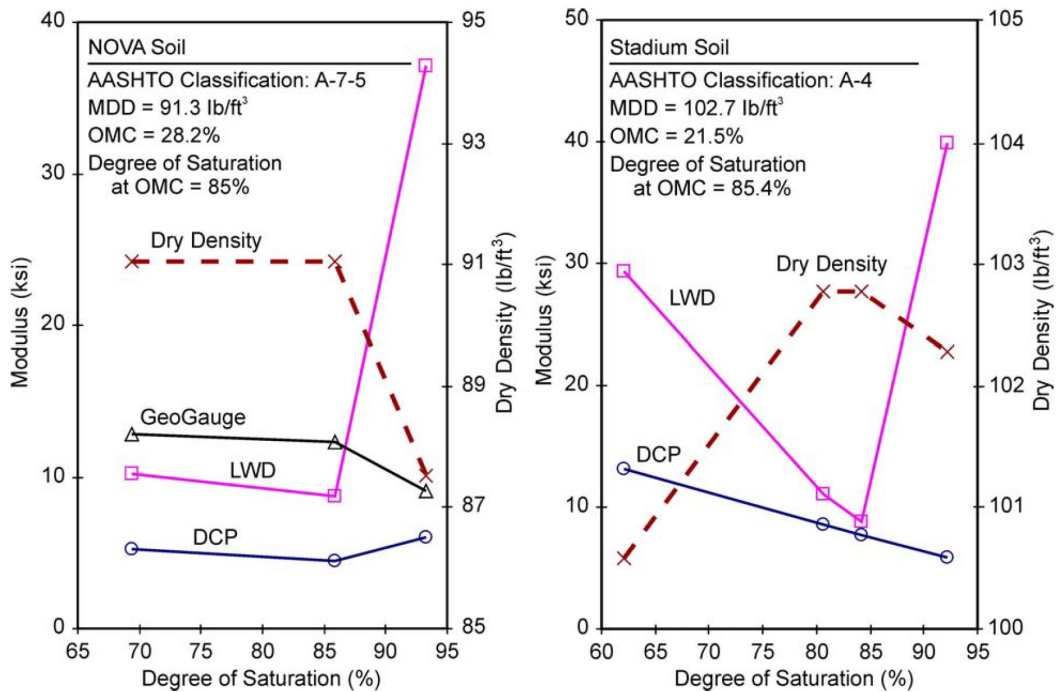 NOVA Soil
AASHTO Classification: A-7-5
MDD = 91.3 lb/ft³
OMC = 28.2%
Degree of Saturation
at OMC = 85%
Dry Density
GeoGauge
LWD
DCP
40
30
20
10
0
Modulus (ksi)
95
93
91
89
87
85
Dry Density (lb/ft³)
65 70 75 80 85 90 95
Degree of Saturation (%)
Stadium Soil
AASHTO Classification: A-4
MDD = 102.7 lb/ft³
OMC = 21.5%
Degree of Saturation
at OMC = 85.4%
Dry Density
LWD
DCP
50
40
30
20
10
0
Modulus (ksi)
105
104
103
102
101
100
Dry Density (lb/ft³)
60 65 70 75 80 85 90 95
Degree of Saturation (%)